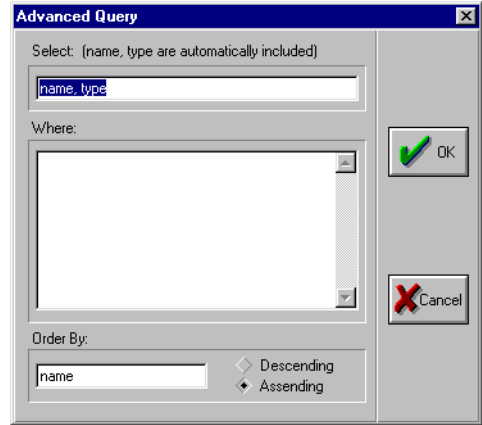 Advanced Query
Select: (name, type are automatically included)
name, type
Where:
OK
Cancel
Order By:
name
Descending
Assending